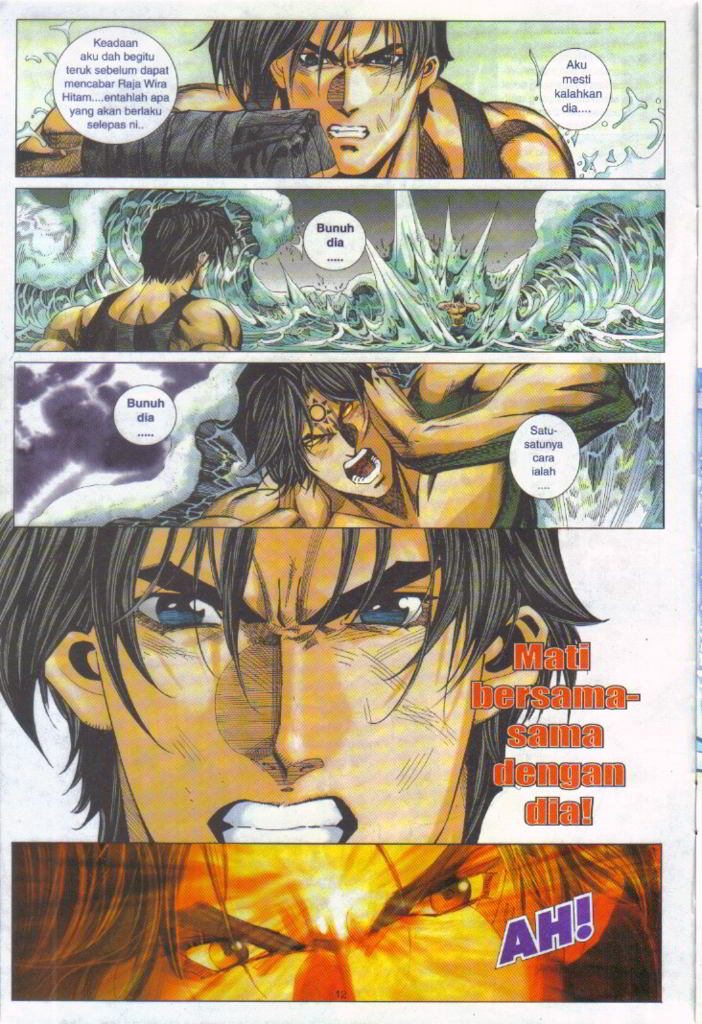 Keadaan
aku dah begitu
teruk sebelum dapat
mencabar Raja Wira
Hitam....entahlah apa
yang akan berlaku
selepas ni..
Aku
mesti
kalahkan
dia....
Bunuh
dia
.....
Bunuh
dia
.....
Satu-
satunya
cara
ialah
....
Mati
bersama-
sama
dengan
dia!
AH!
12